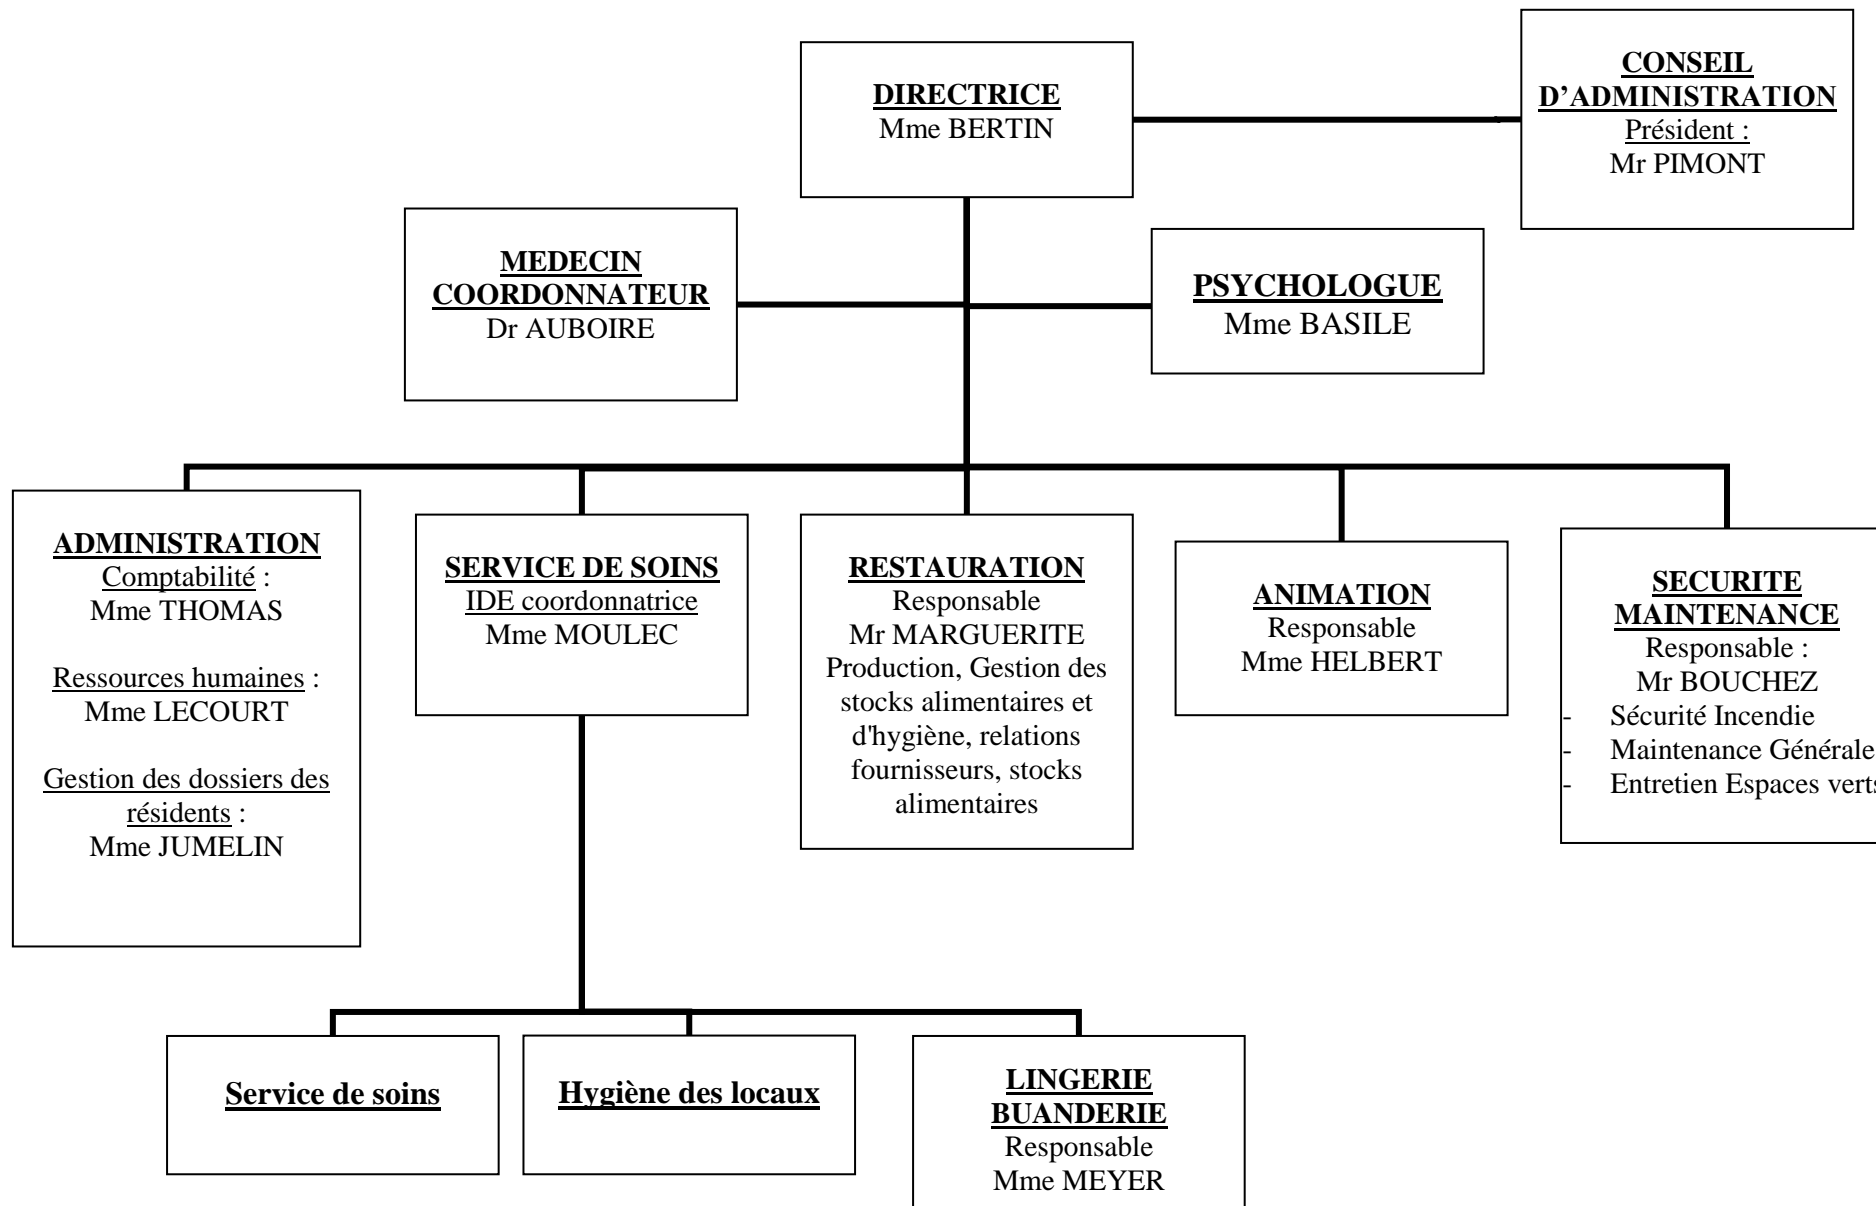 DIRECTRICE
Mme BERTIN
CONSEIL
D’ADMINISTRATION
Président :
Mr PIMONT
MEDECIN
COORDONNATEUR
Dr AUBOIRE
PSYCHOLOGUE
Mme BASILE
ADMINISTRATION
Comptabilité :
Mme THOMAS
Ressources humaines :
Mme LECOURT
Gestion des dossiers des
résidents :
Mme JUMELIN
SERVICE DE SOINS
IDE coordonnatrice
Mme MOULEC
RESTAURATION
Responsable
Mr MARGUERITE
Production, Gestion des
stocks alimentaires et
d'hygiène, relations
fournisseurs, stocks
alimentaires
ANIMATION
Responsable
Mme HELBERT
SECURITE
MAINTENANCE
Responsable :
Mr BOUCHEZ
- Sécurité Incendie
- Maintenance Générale
- Entretien Espaces verts
Service de soins
Hygiène des locaux
LINGERIE
BUANDERIE
Responsable
Mme MEYER